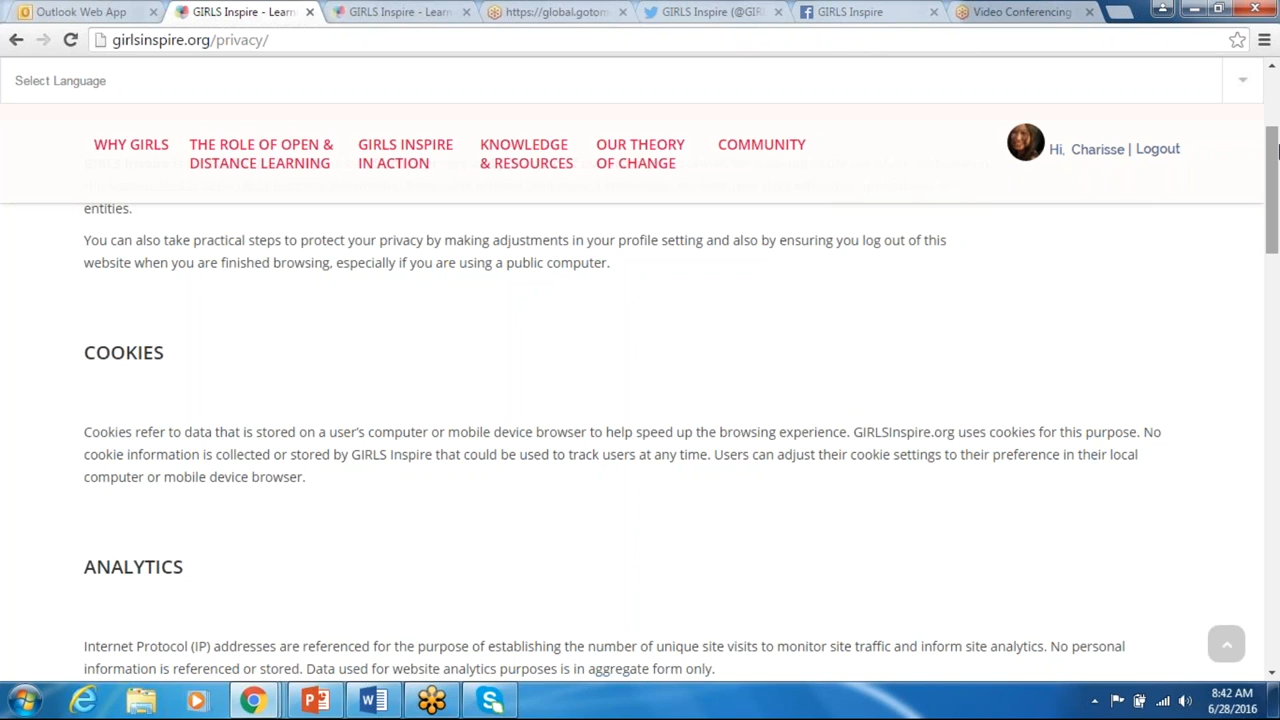 Outlook Web App
GIRLS Inspire - Learn
GIRLS Inspire - Learn
https://global.gotom
GIRLS Inspire (@GIRL
GIRLS Inspire
Video Conferencing
girlsinspire.org/privacy/
Select Language
WHY GIRLS
THE ROLE OF OPEN &
DISTANCE LEARNING
GIRLS INSPIRE
IN ACTION
KNOWLEDGE
& RESOURCES
OUR THEORY
OF CHANGE
COMMUNITY
Hi, Charisse | Logout
entities.
You can also take practical steps to protect your privacy by making adjustments in your profile setting and also by ensuring you log out of this
website when you are finished browsing, especially if you are using a public computer.
COOKIES
Cookies refer to data that is stored on a user's computer or mobile device browser to help speed up the browsing experience. GIRLSInspire.org uses cookies for this purpose. No
cookie information is collected or stored by GIRLS Inspire that could be used to track users at any time. Users can adjust their cookie settings to their preference in their local
computer or mobile device browser.
ANALYTICS
Internet Protocol (IP) addresses are referenced for the purpose of establishing the number of unique site visits to monitor site traffic and inform site analytics. No personal
information is referenced or stored. Data used for website analytics purposes is in aggregate form only.
8:42 AM
6/28/2016